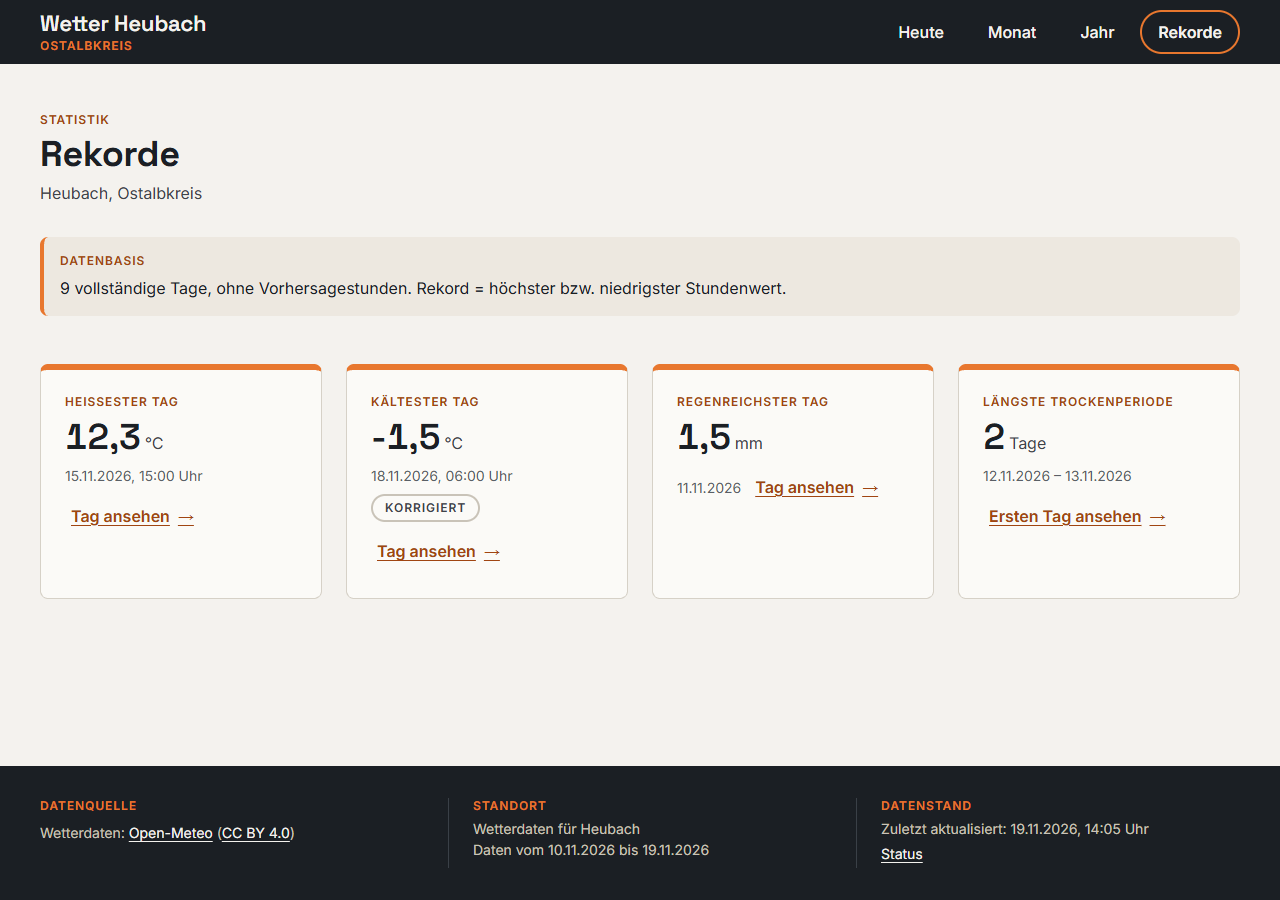 Wetter Heubach
OSTALBKREIS
Heute Monat Jahr Rekorde
STATISTIK
Rekorde
Heubach, Ostalbkreis
DATENBASIS
9 vollständige Tage, ohne Vorhersagestunden. Rekord = höchster bzw. niedrigster Stundenwert.
HEISSESTER TAG
12,3 °C
15.11.2026, 15:00 Uhr
Tag ansehen →
KÄLTESTER TAG
-1,5 °C
18.11.2026, 06:00 Uhr
KORRIGIERT
Tag ansehen →
REGENREICHSTER TAG
1,5 mm
11.11.2026 Tag ansehen →
LÄNGSTE TROCKENPERIODE
2 Tage
12.11.2026 – 13.11.2026
Ersten Tag ansehen →
DATENQUELLE
Wetterdaten: Open-Meteo (CC BY 4.0)
STANDORT
Wetterdaten für Heubach
Daten vom 10.11.2026 bis 19.11.2026
DATENSTAND
Zuletzt aktualisiert: 19.11.2026, 14:05 Uhr
Status